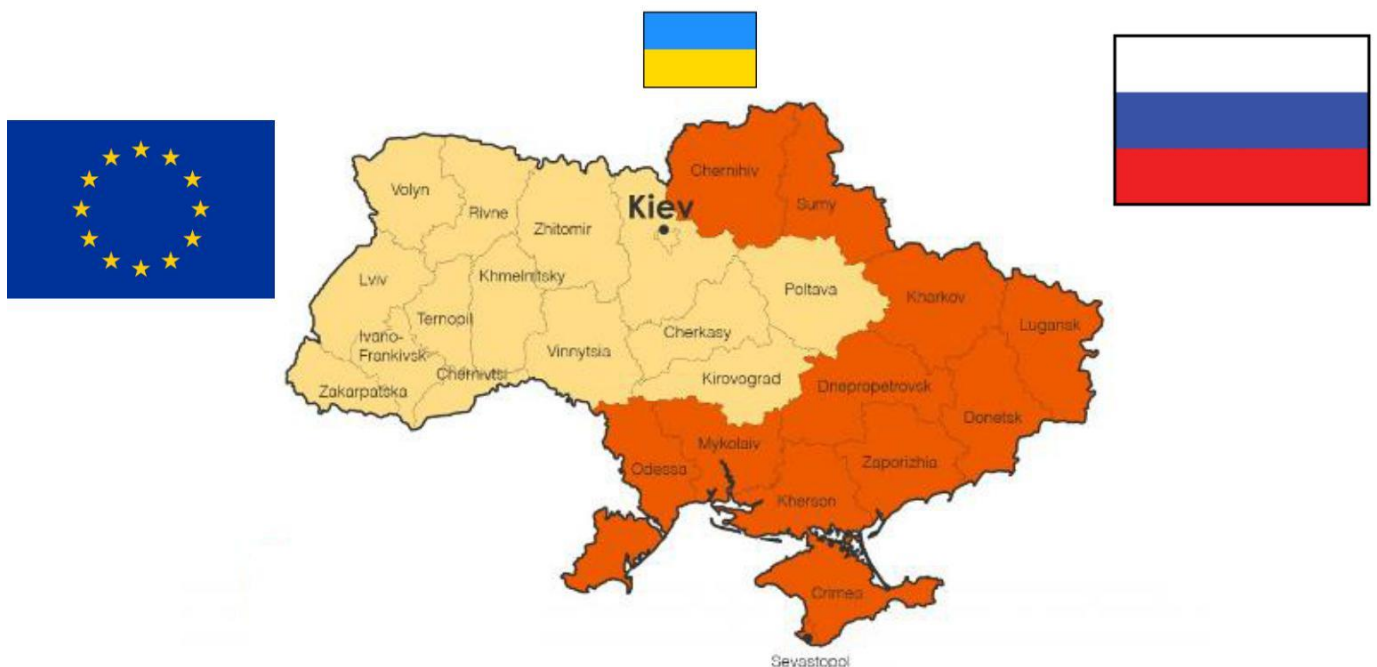 Chernihiv
Volyn
Rivne
Kiev
Sumy
Zhitomir
Lviv
Khmelnitsky
Poltava
Kharkov
Ternopil
Lugansk
Ivano-
Frankivsk
Vinnytsia
Cherkasy
Chernivtsi
Kirovograd
Dnepropetrovsk
Zakarpatska
Donetsk
Mykolaiv
Odessa
Zaporizhia
Kherson
Crimea
Sevastopol